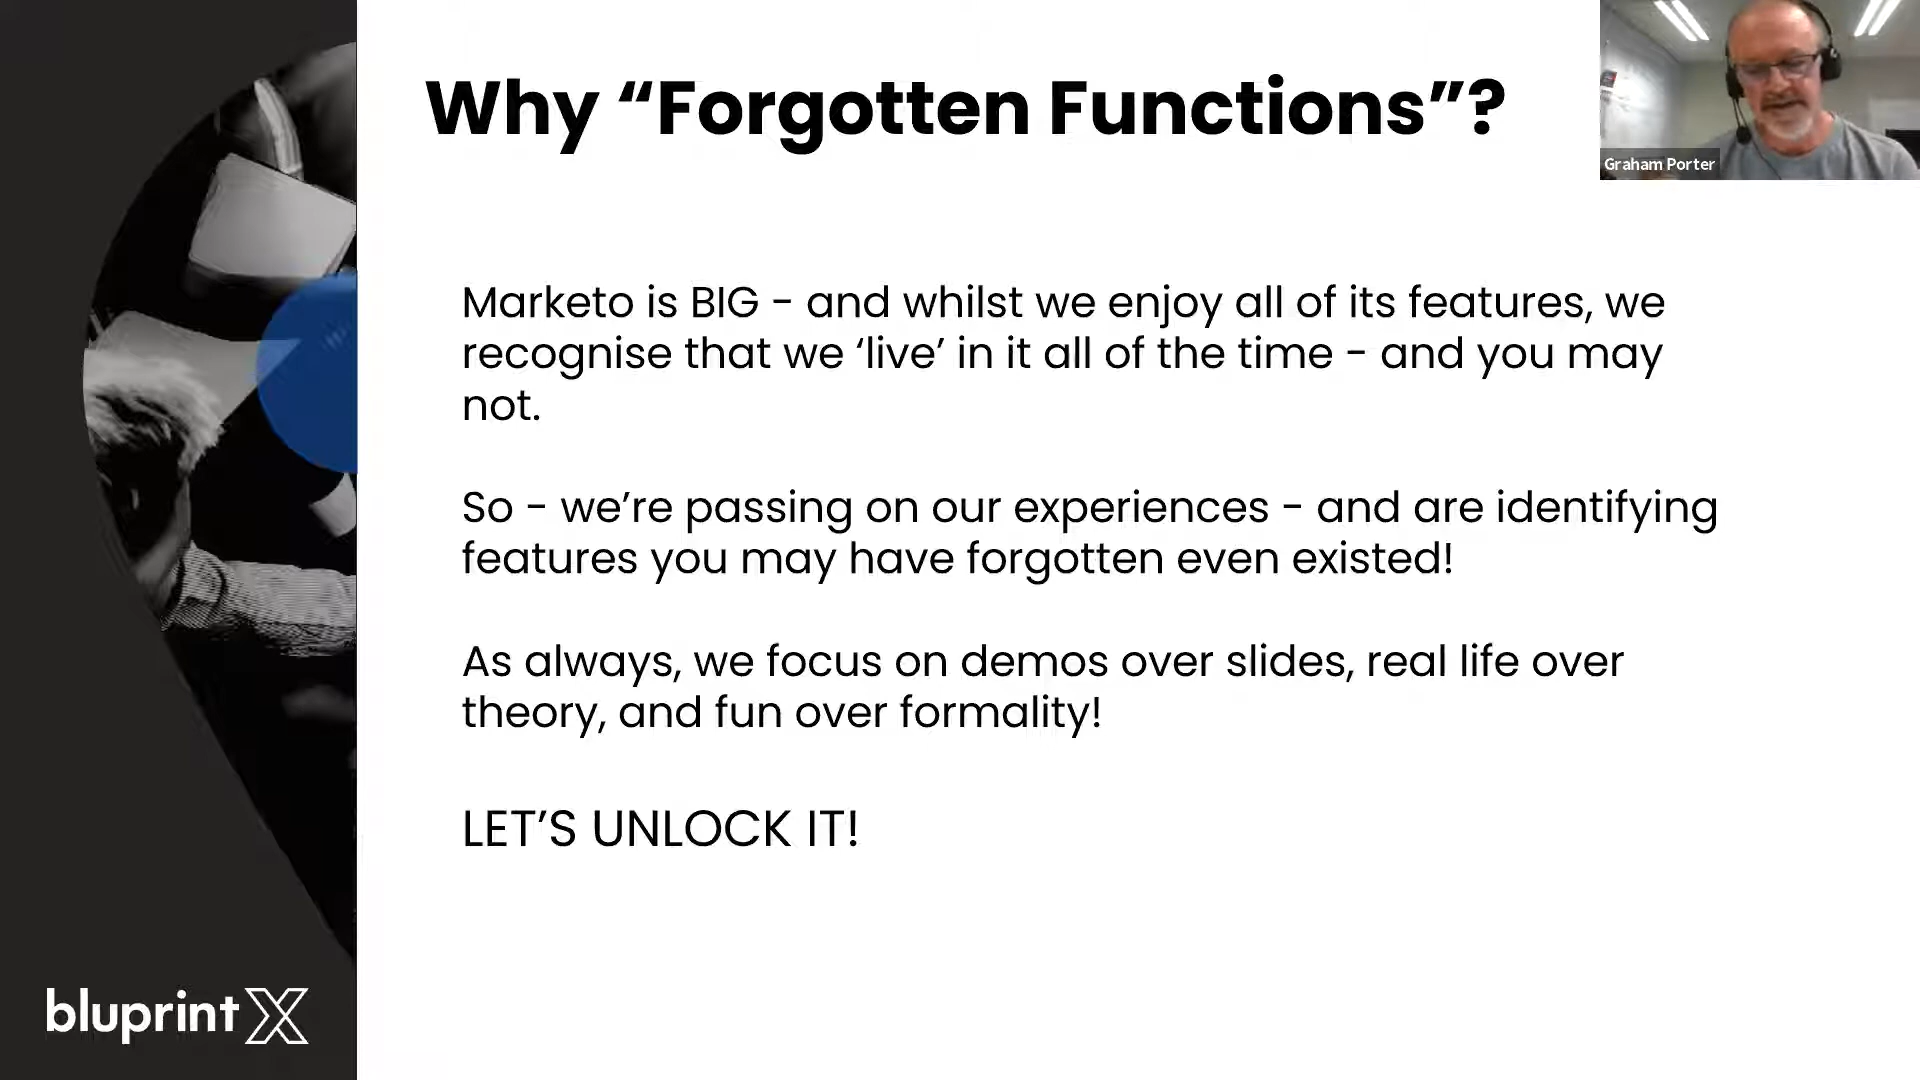 Why “Forgotten Functions”?
Graham Porter
Marketo is BIG - and whilst we enjoy all of its features, we
recognise that we ‘live’ in it all of the time - and you may
not.
So - we’re passing on our experiences - and are identifying
features you may have forgotten even existed!
As always, we focus on demos over slides, real life over
theory, and fun over formality!
LET’S UNLOCK IT!
bluprint X